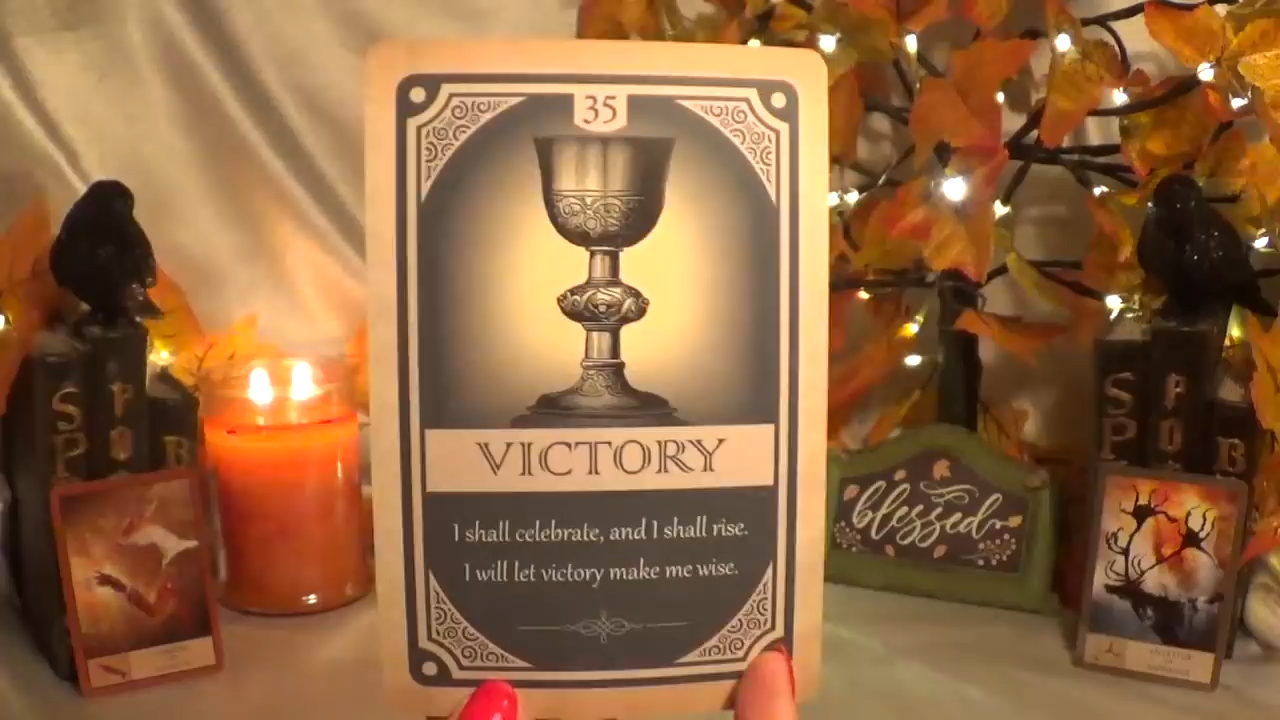 35
VICTORY
I shall celebrate, and I shall rise.
I will let victory make me wise.
blessed